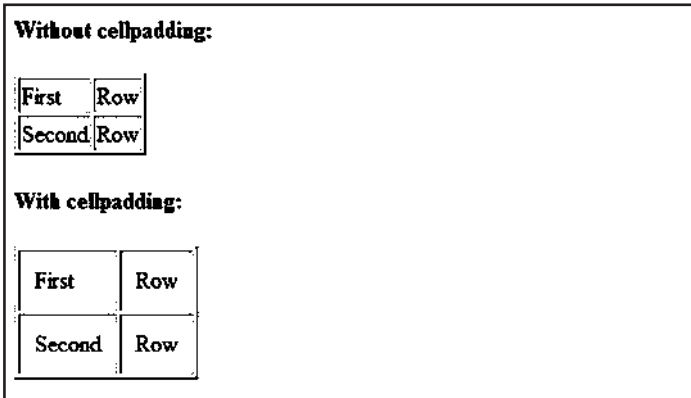 Without cellpadding:
First Row
Second Row
With cellpadding:
First Row
Second Row